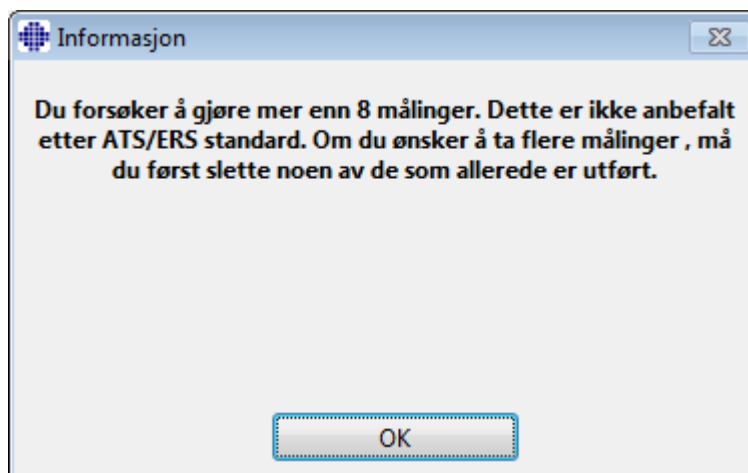 Informasjon
Du forsøker å gjøre mer enn 8 målinger. Dette er ikke anbefalt
etter ATS/ERS standard. Om du ønsker å ta flere målinger , må
du først slette noen av de som allerede er utført.
OK